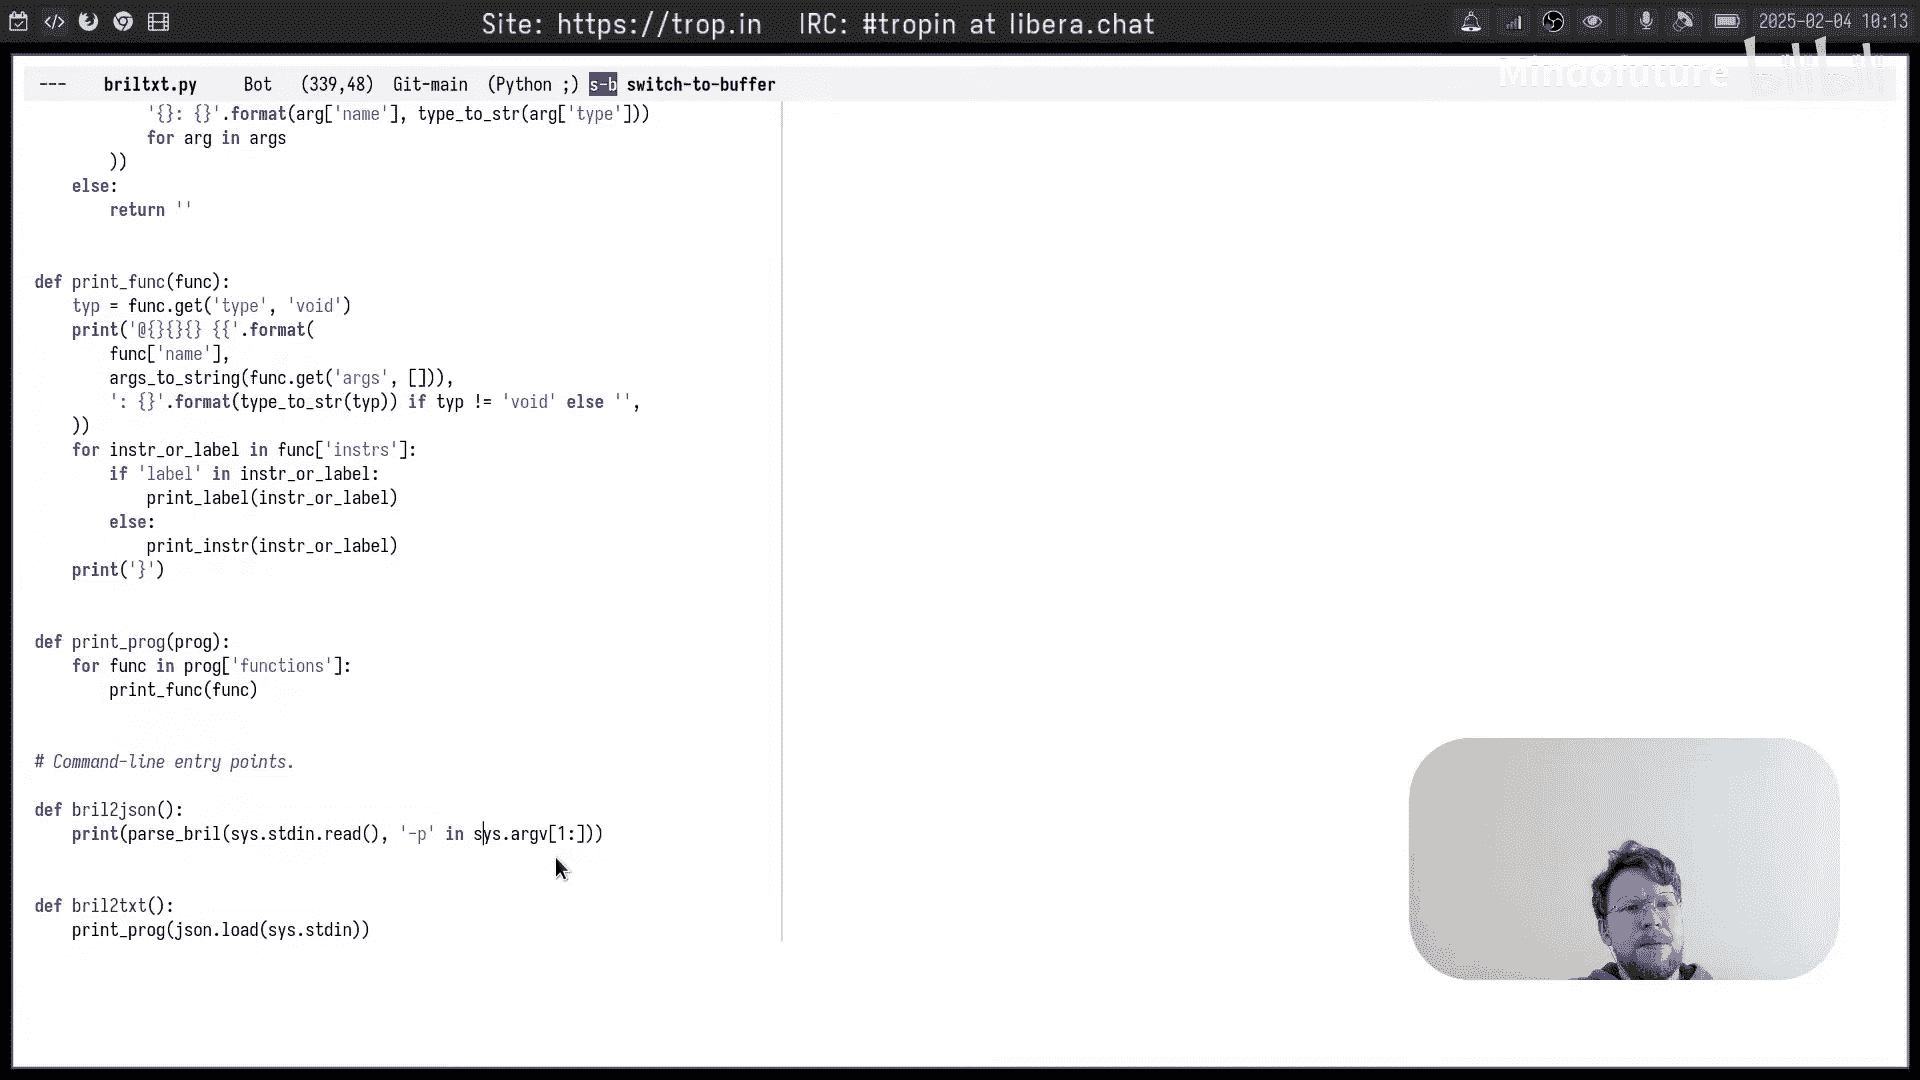 Site: https://trop.in IRC: #tropin at libera.chat
2025-02-04 10:13
Mindofuture
bilibili
--- briltxt.py Bot (339,48) Git-main (Python ;) s-b switch-to-buffer
'{}: {}'.format(arg['name'], type_to_str(arg['type']))
for arg in args
))
else:
return ''
def print_func(func):
typ = func.get('type', 'void')
print('@{}{}{} {{'.format(
func['name'],
args_to_string(func.get('args', [])),
': {}'.format(type_to_str(typ)) if typ != 'void' else '',
))
for instr_or_label in func['instrs']:
if 'label' in instr_or_label:
print_label(instr_or_label)
else:
print_instr(instr_or_label)
print('}')
def print_prog(prog):
for func in prog['functions']:
print_func(func)
# Command-line entry points.
def bril2json():
print(parse_bril(sys.stdin.read(), '-p' in sys.argv[1:]))
def bril2txt():
print_prog(json.load(sys.stdin))